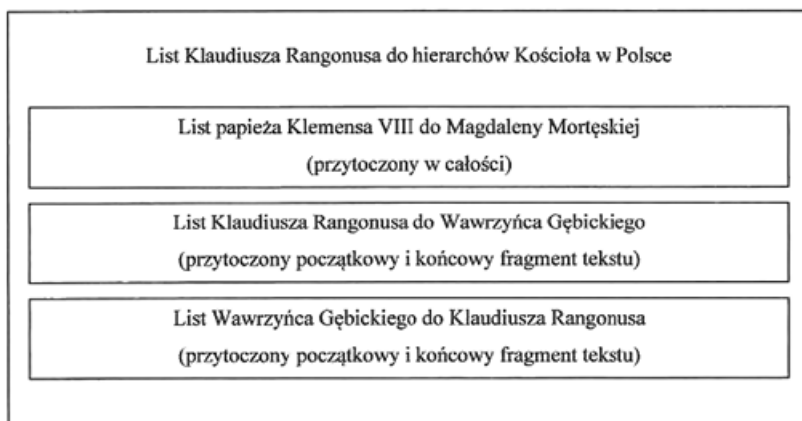 List Klaudiusza Rangonusa do hierarchów Kościoła w Polsce
List papieża Klemensa VIII do Magdaleny Mortęskiej
(przytoczony w całości)
List Klaudiusza Rangonusa do Wawrzyńca Gębickiego
(przytoczony początkowy i końcowy fragment tekstu)
List Wawrzyńca Gębickiego do Klaudiusza Rangonusa
(przytoczony początkowy i końcowy fragment tekstu)